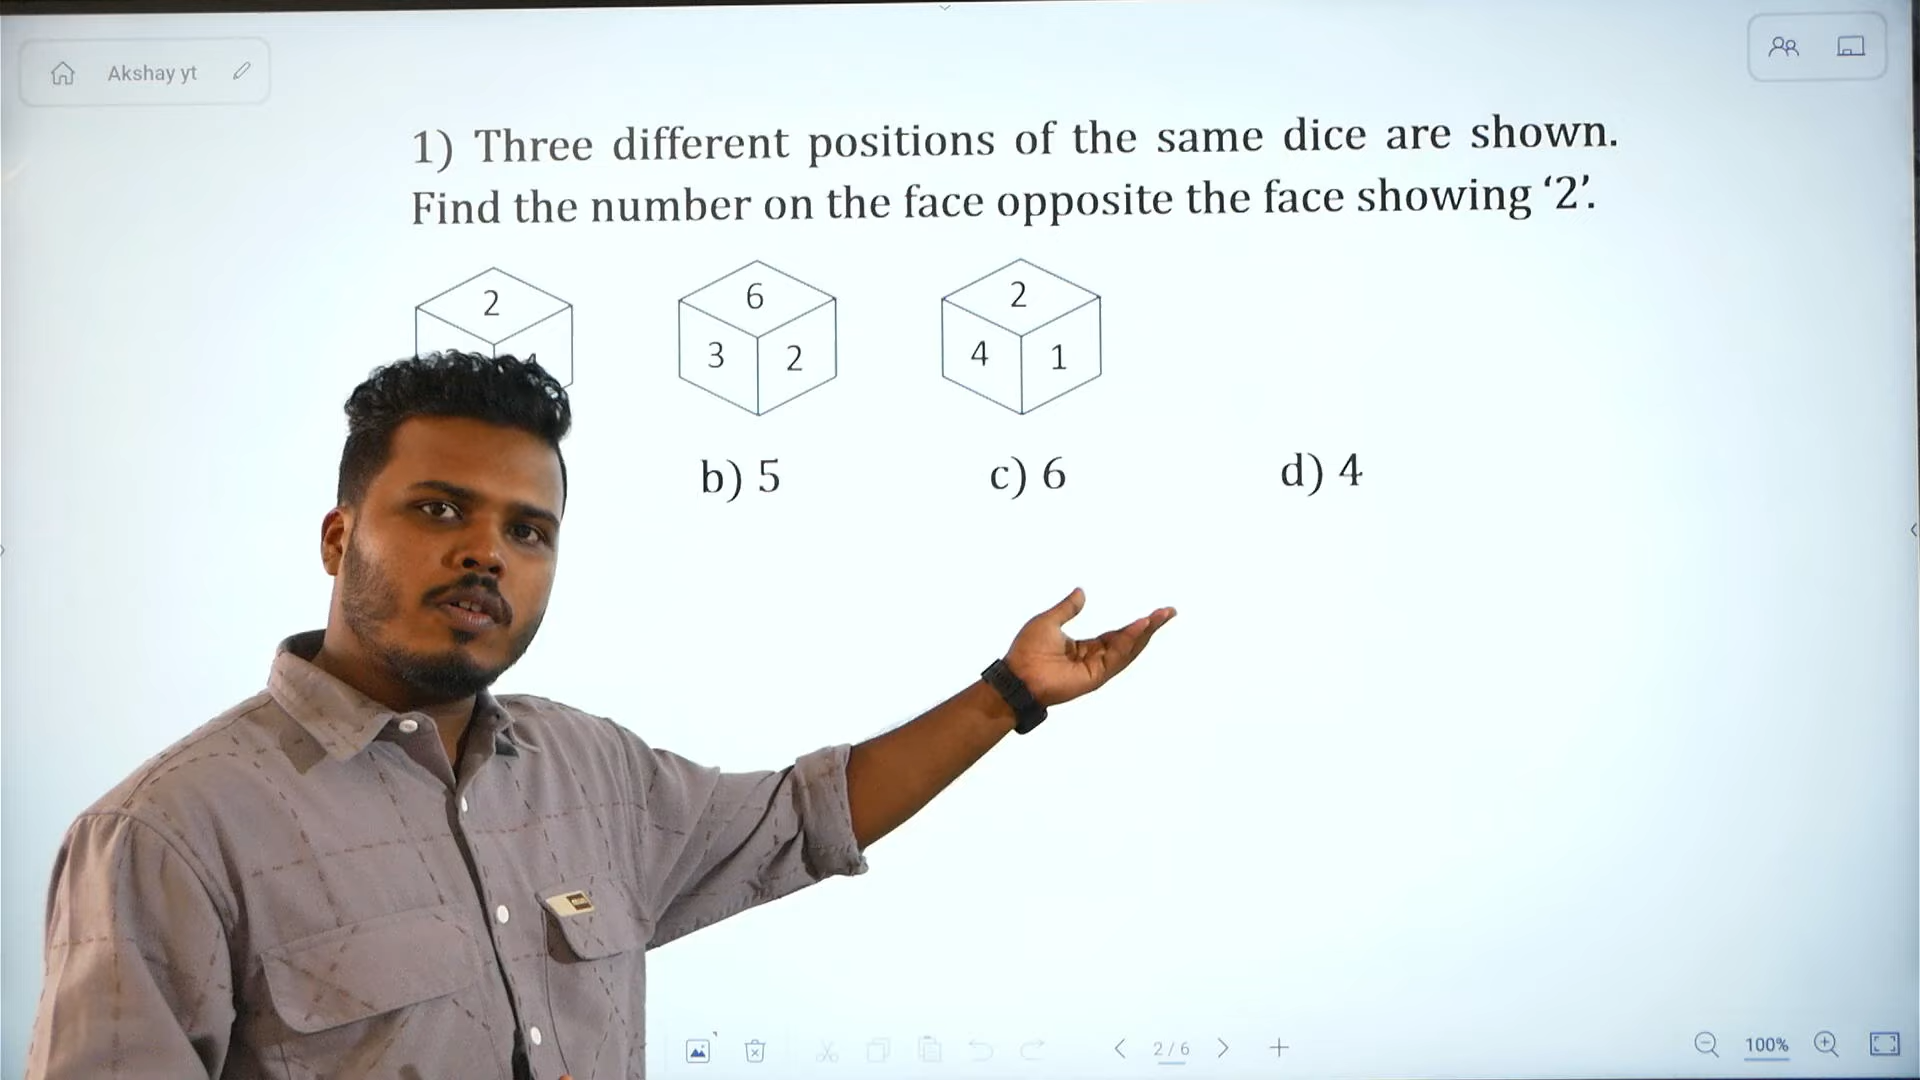 Akshay yt
1) Three different positions of the same dice are shown.
Find the number on the face opposite the face showing ‘2’.
2
6
3 2
2
4 1
b) 5 c) 6 d) 4
2 / 6
100%